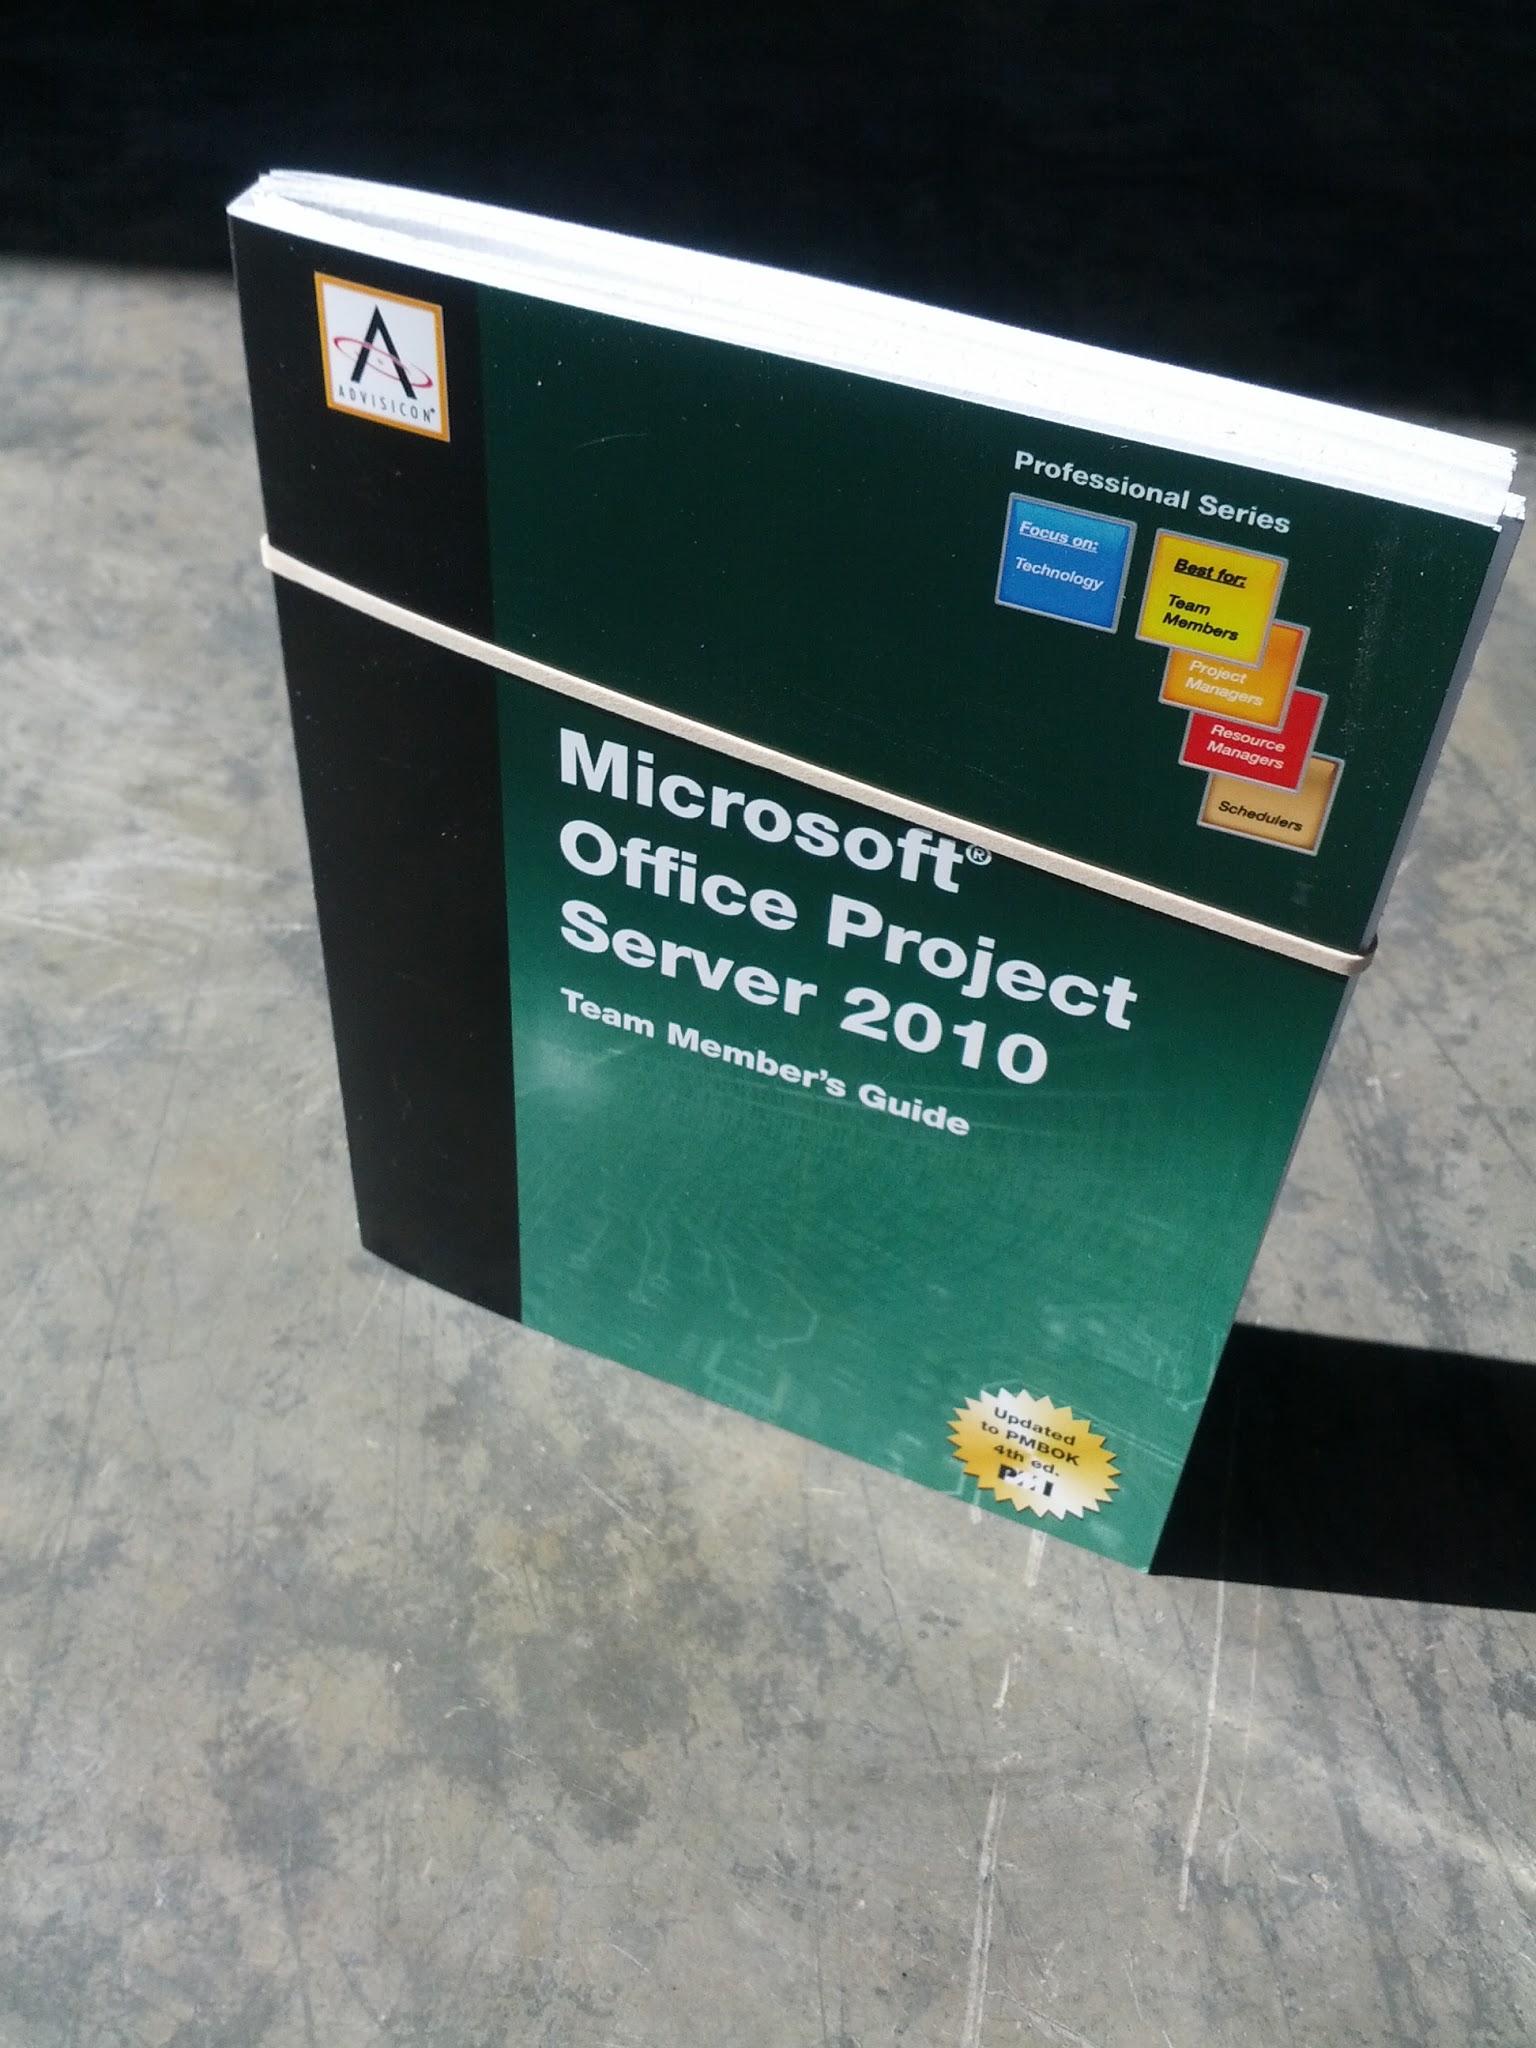 ADVISICON®
Professional Series
Focus on:
Technology
Best for:
Team
Members
Project
Managers
Resource
Managers
Schedulers
Microsoft®
Office Project
Server 2010
Team Member's Guide
Updated
to PMBOK
4th ed.
PMI